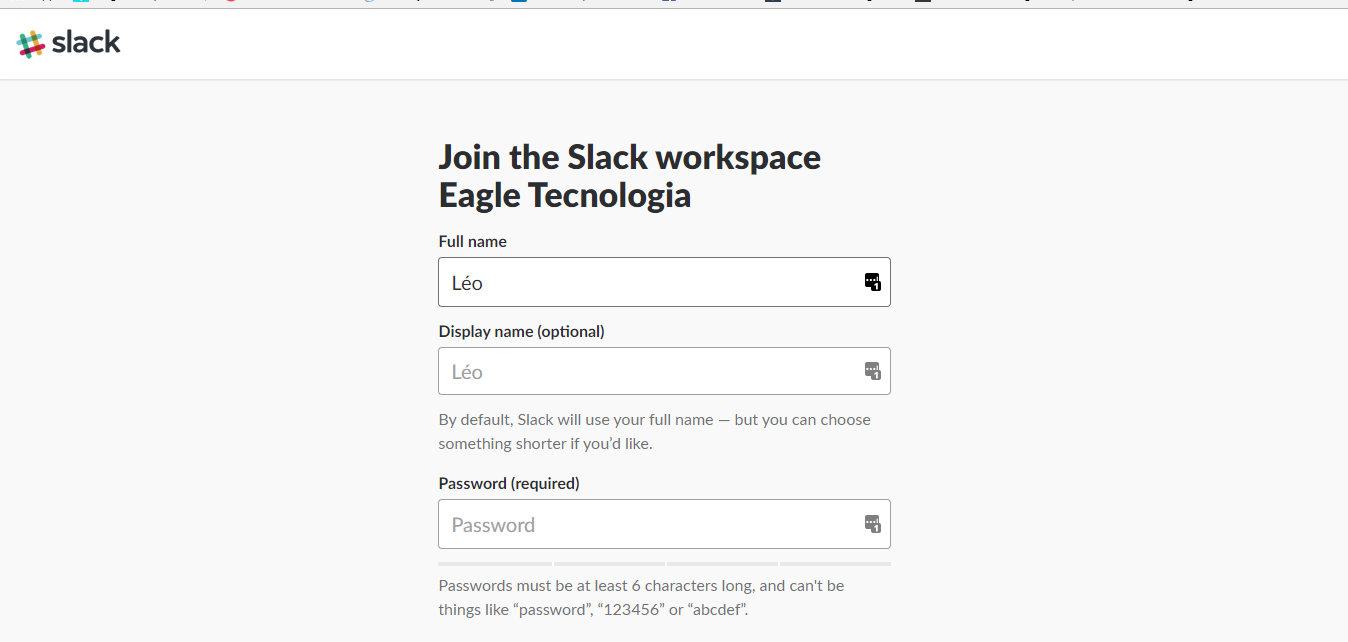 slack
Join the Slack workspace
Eagle Tecnologia
Full name
Léo
Display name (optional)
Léo
By default, Slack will use your full name — but you can choose
something shorter if you’d like.
Password (required)
Password
Passwords must be at least 6 characters long, and can't be
things like “password”, “123456” or “abcdef”.